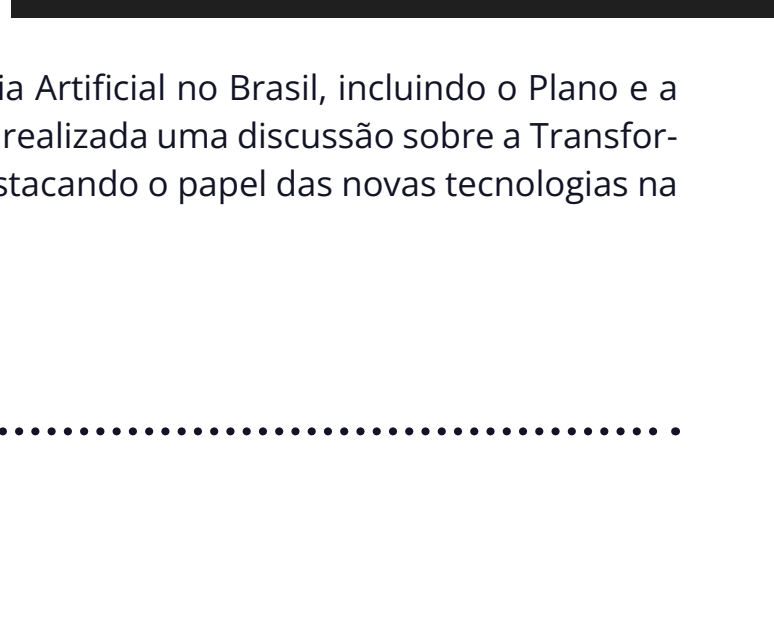 ia Artificial no Brasil, incluindo o Plano e a
realizada uma discussão sobre a Transfor-
stacando o papel das novas tecnologias na